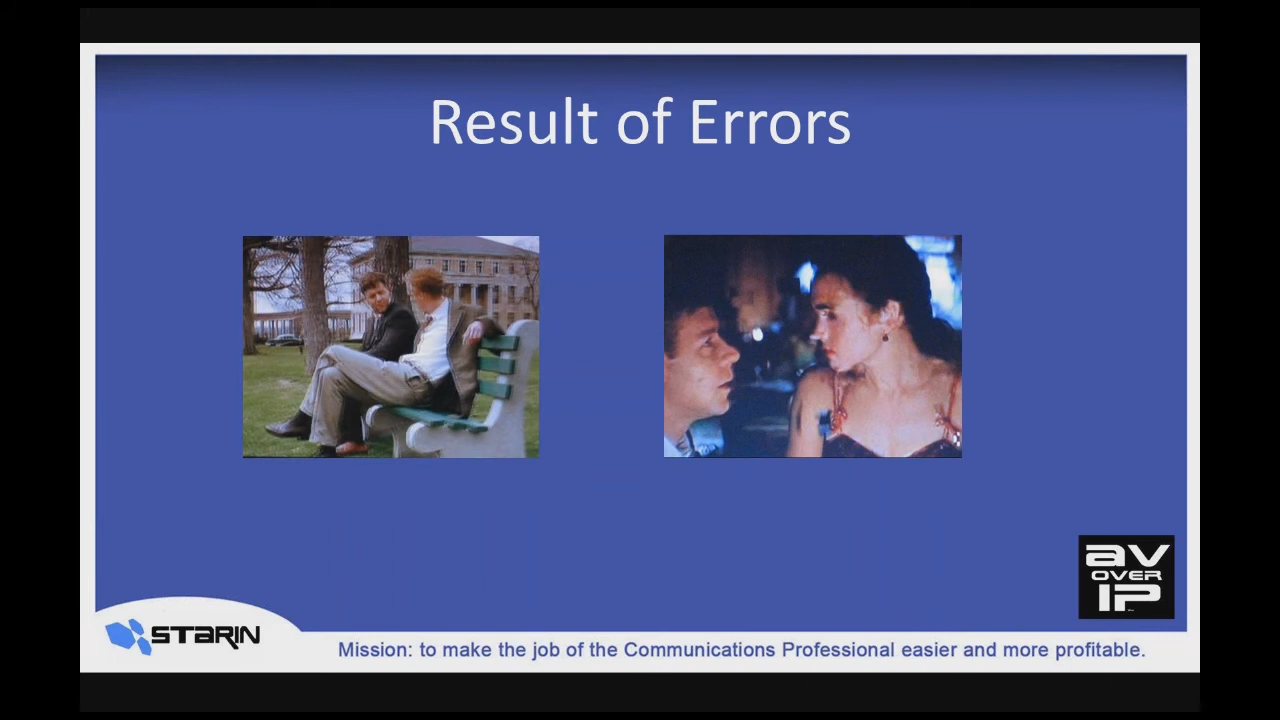 Result of Errors
av
OVER
IP
STARIN
Mission: to make the job of the Communications Professional easier and more profitable.